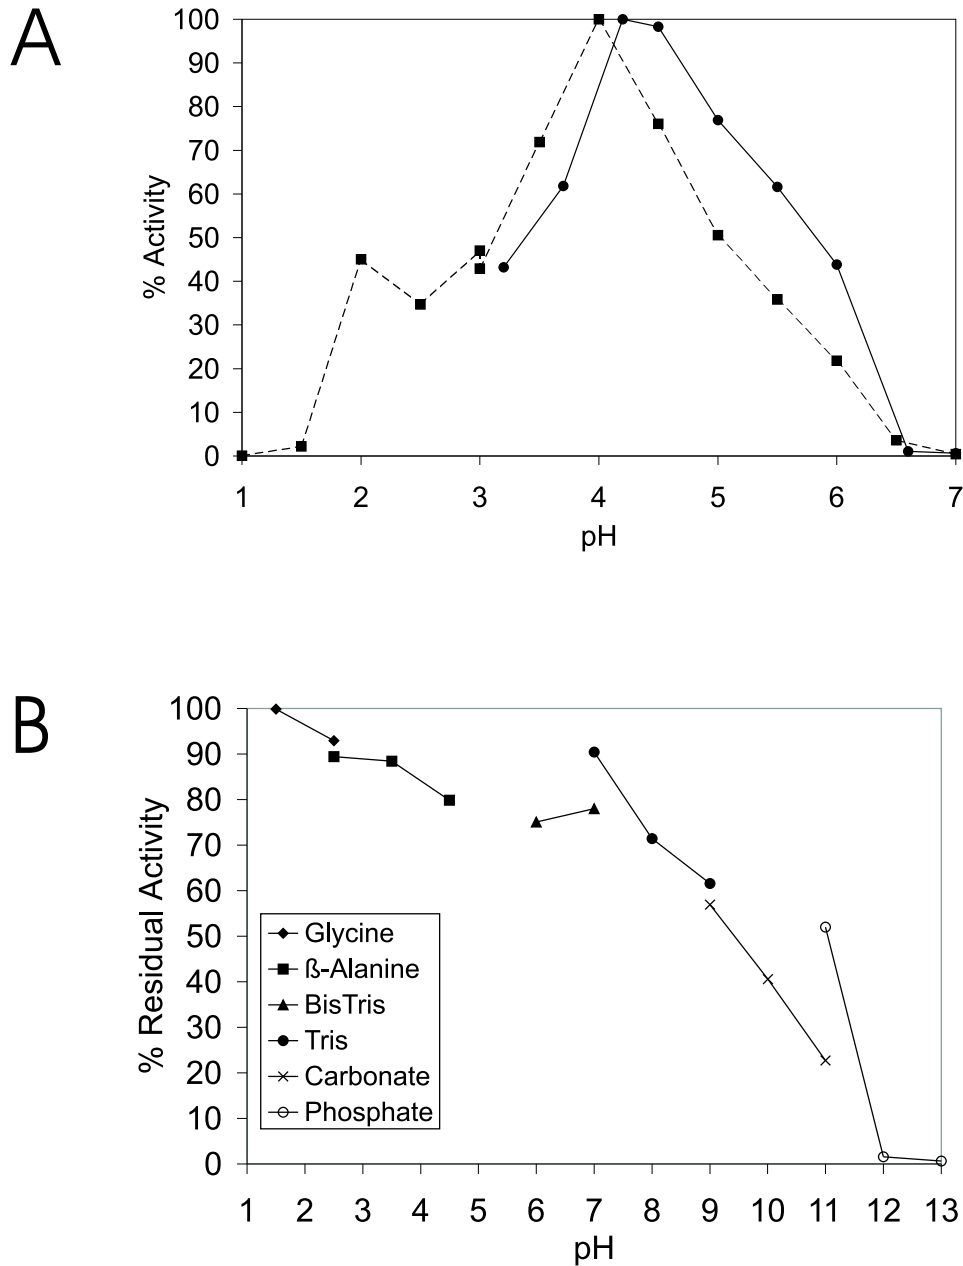 A
100
90
80
70
60
50
40
30
20
10
0
% Activity
1 2 3 4 5 6 7
pH
B
100
90
80
70
60
50
40
30
20
10
0
% Residual Activity
Glycine
ß-Alanine
BisTris
Tris
Carbonate
Phosphate
1 2 3 4 5 6 7 8 9 10 11 12 13
pH